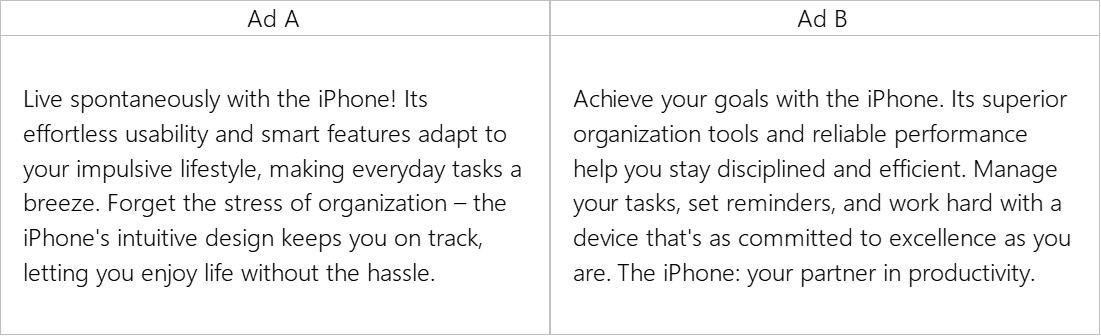 Ad A
Live spontaneously with the iPhone! Its
effortless usability and smart features adapt to
your impulsive lifestyle, making everyday tasks a
breeze. Forget the stress of organization – the
iPhone's intuitive design keeps you on track,
letting you enjoy life without the hassle.
Ad B
Achieve your goals with the iPhone. Its superior
organization tools and reliable performance
help you stay disciplined and efficient. Manage
your tasks, set reminders, and work hard with a
device that's as committed to excellence as you
are. The iPhone: your partner in productivity.